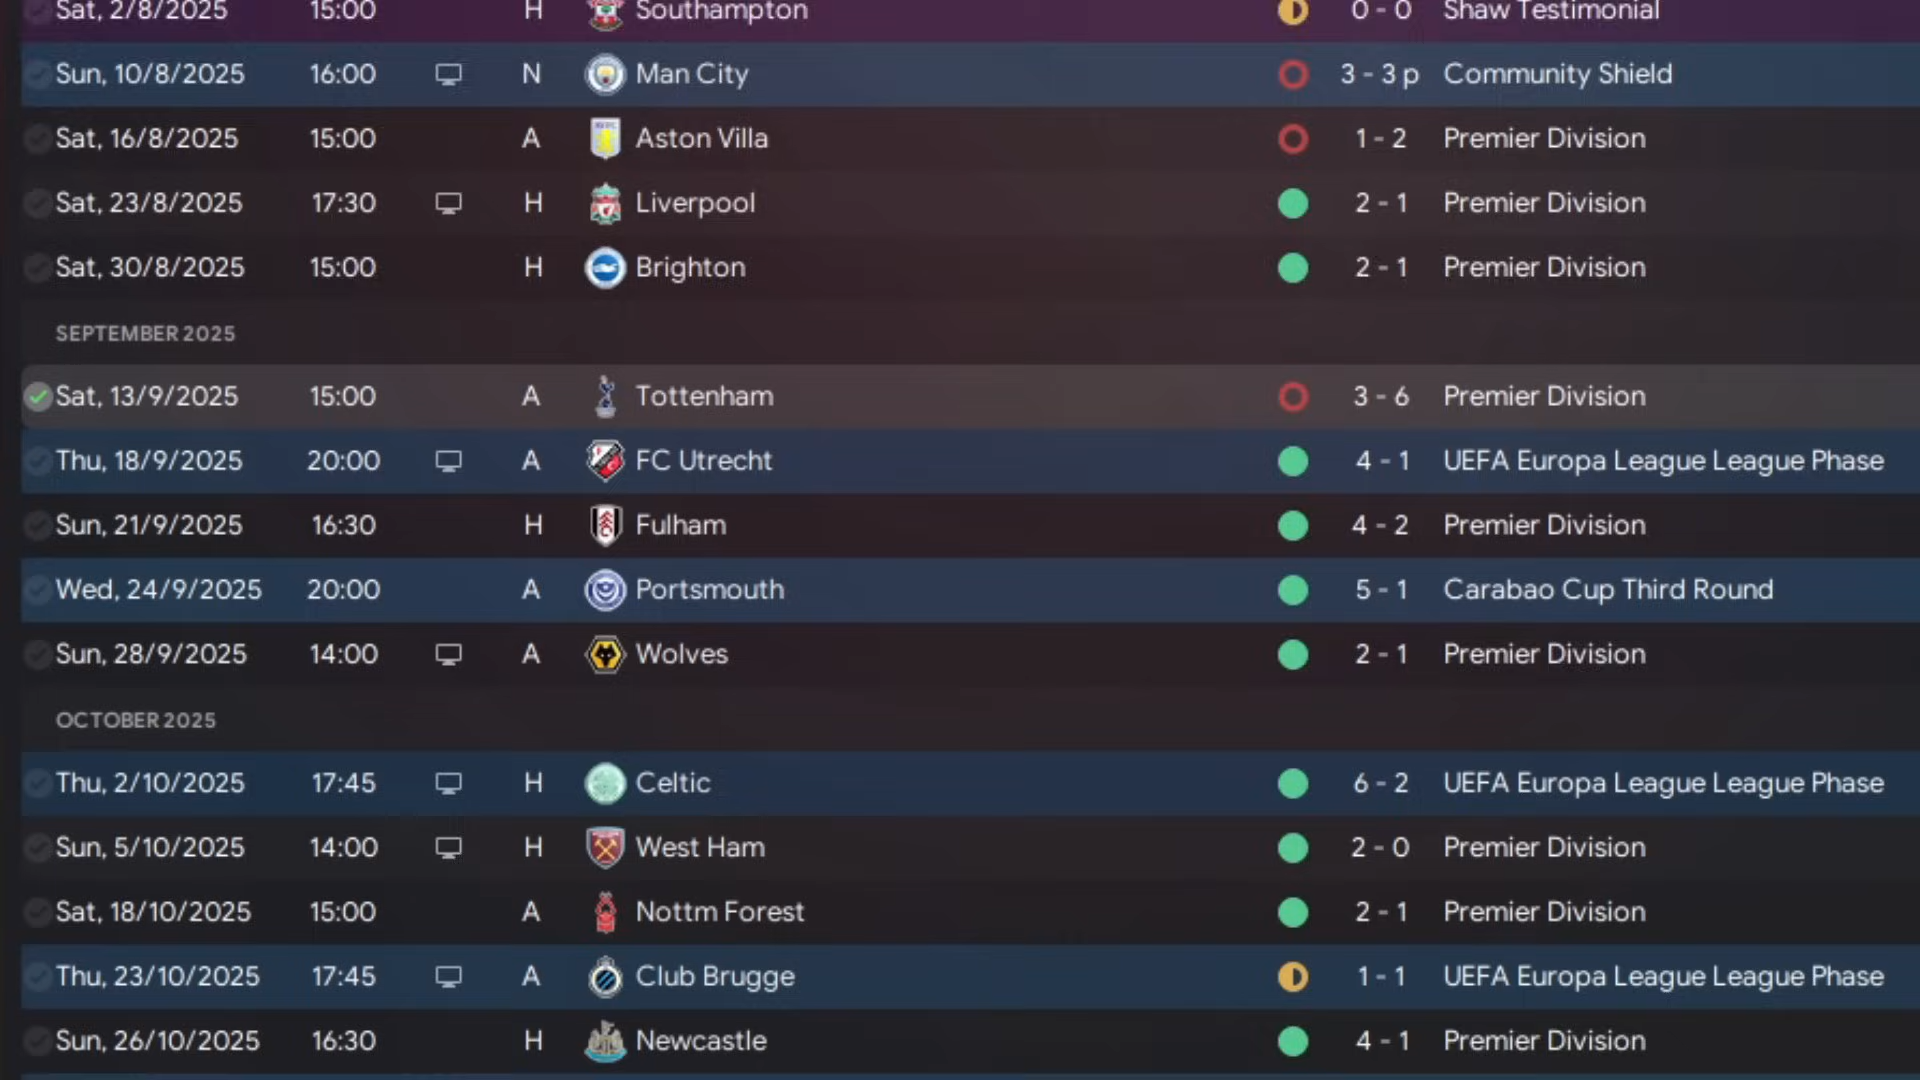 Sat, 2/8/2025 15:00 H Southampton 0 - 0 Shaw Testimonial
Sun, 10/8/2025 16:00 N Man City 3 - 3 p Community Shield
Sat, 16/8/2025 15:00 A Aston Villa 1 - 2 Premier Division
Sat, 23/8/2025 17:30 H Liverpool 2 - 1 Premier Division
Sat, 30/8/2025 15:00 H Brighton 2 - 1 Premier Division
SEPTEMBER 2025
Sat, 13/9/2025 15:00 A Tottenham 3 - 6 Premier Division
Thu, 18/9/2025 20:00 A FC Utrecht 4 - 1 UEFA Europa League League Phase
Sun, 21/9/2025 16:30 H Fulham 4 - 2 Premier Division
Wed, 24/9/2025 20:00 A Portsmouth 5 - 1 Carabao Cup Third Round
Sun, 28/9/2025 14:00 A Wolves 2 - 1 Premier Division
OCTOBER 2025
Thu, 2/10/2025 17:45 H Celtic 6 - 2 UEFA Europa League League Phase
Sun, 5/10/2025 14:00 H West Ham 2 - 0 Premier Division
Sat, 18/10/2025 15:00 A Nottm Forest 2 - 1 Premier Division
Thu, 23/10/2025 17:45 A Club Brugge 1 - 1 UEFA Europa League League Phase
Sun, 26/10/2025 16:30 H Newcastle 4 - 1 Premier Division